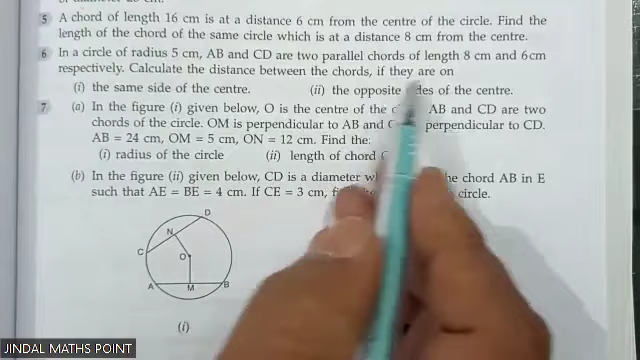 5 A chord of length 16 cm is at a distance 6 cm from the centre of the circle. Find the
length of the chord of the same circle which is at a distance 8 cm from the centre.
6 In a circle of radius 5 cm, AB and CD are two parallel chords of length 8 cm and 6cm
respectively. Calculate the distance between the chords, if they are on
(i) the same side of the centre. (ii) the opposite des of the centre.
7 (a) In the figure (i) given below, O is the centre of the c AB and CD are two
chords of the circle. OM is perpendicular to AB and perpendicular to CD.
AB = 24 cm, OM = 5 cm, ON = 12 cm. Find the:
(i) radius of the circle (ii) length of chord
(b) In the figure (ii) given below, CD is a diameter w he chord AB in E
such that AE = BE = 4 cm. If CE = 3 cm, circle.
D
N
C
O
A M B
(i)
JINDAL MATHS POINT